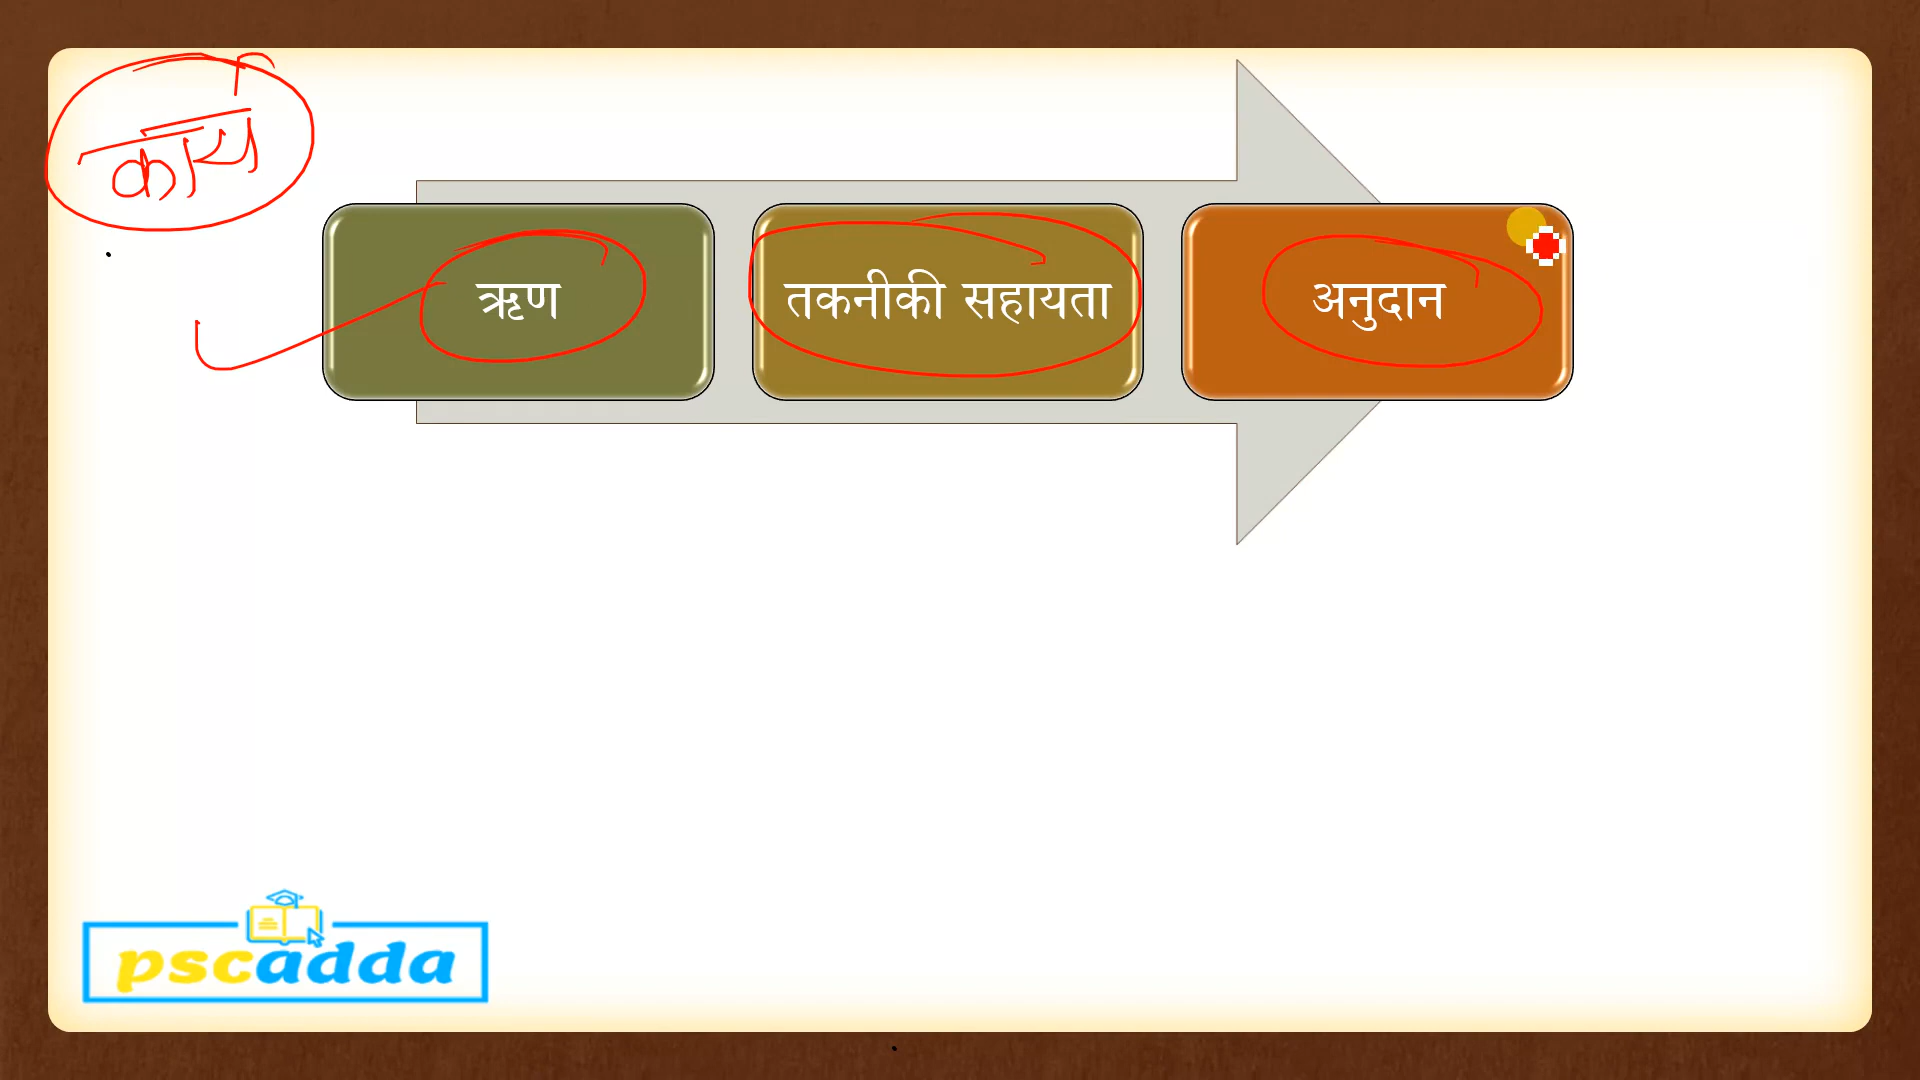 कार्य
ऋण
तकनीकी सहायता
अनुदान
pscadda